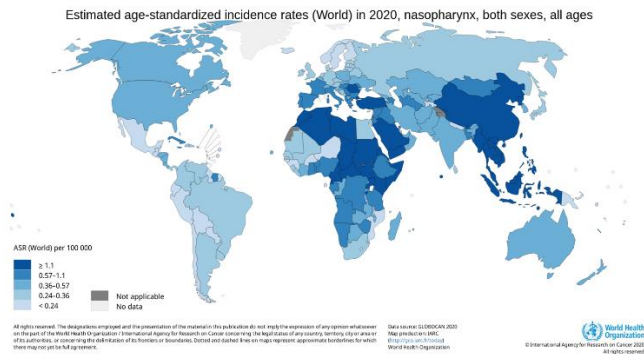 Estimated age-standardized incidence rates (World) in 2020, nasopharynx, both sexes, all ages
ASR (World) per 100 000
≥ 1.1
0.57–1.1
0.36–0.57
0.24–0.36
< 0.24
Not applicable
No data
All rights reserved. The designations employed and the presentation of the material in this publication do not imply the expression of any opinion whatsoever
on the part of the World Health Organization / International Agency for Research on Cancer concerning the legal status of any country, territory, city or area or
of its authorities, or concerning the delimitation of its frontiers or boundaries. Dotted and dashed lines on maps represent approximate borderlines for which
there may not yet be full agreement.
Data source: GLOBOCAN 2020
Map production: IARC
(http://gco.iarc.fr/today)
World Health Organization
World Health
Organization
© International Agency for Research on Cancer 2020
All rights reserved